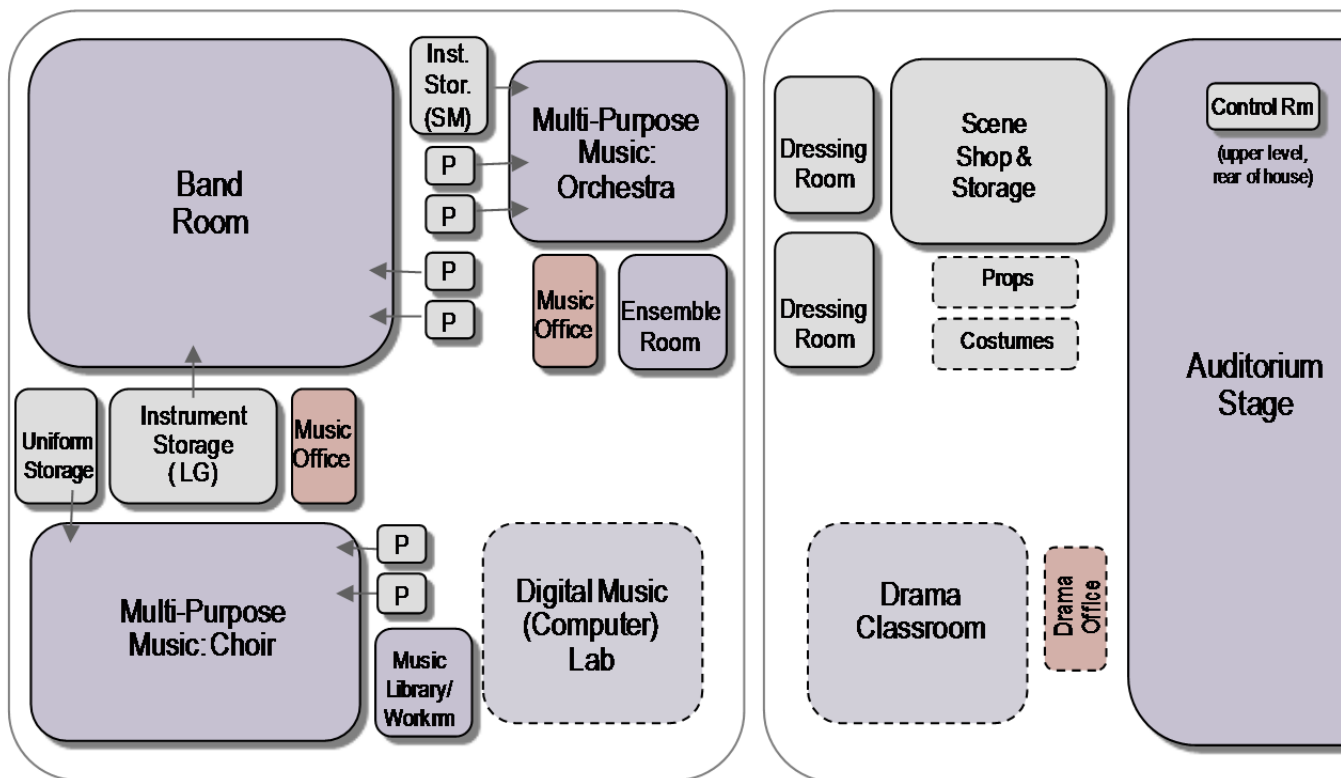 Band
Room
Inst.
Stor.
(SM)
P
P
P
P
Multi-Purpose
Music:
Orchestra
Music
Office
Ensemble
Room
Uniform
Storage
Instrument
Storage
(LG)
Music
Office
Multi-Purpose
Music: Choir
P
P
Music
Library/
Workrm
Digital Music
(Computer)
Lab
Dressing
Room
Dressing
Room
Scene
Shop &
Storage
Props
Costumes
Drama
Classroom
Drama
Office
Control Rm
(upper level,
rear of house)
Auditorium
Stage